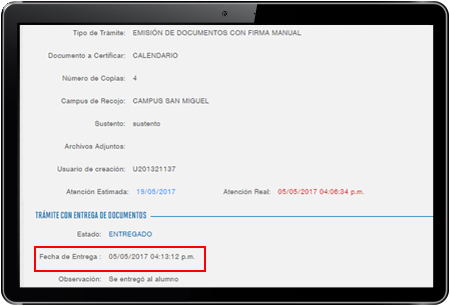 Tipo de Trámite: EMISIÓN DE DOCUMENTOS CON FIRMA MANUAL
Documento a Certificar: CALENDARIO
Número de Copias: 4
Campus de Recojo: CAMPUS SAN MIGUEL
Sustento: sustento
Archivos Adjuntos:
Usuario de creación: U201321137
Atención Estimada: 19/05/2017 Atención Real: 05/05/2017 04:06:34 p.m.
TRÁMITE CON ENTREGA DE DOCUMENTOS
Estado: ENTREGADO
Fecha de Entrega : 05/05/2017 04:13:12 p.m.
Observación: Se entregó al alumno